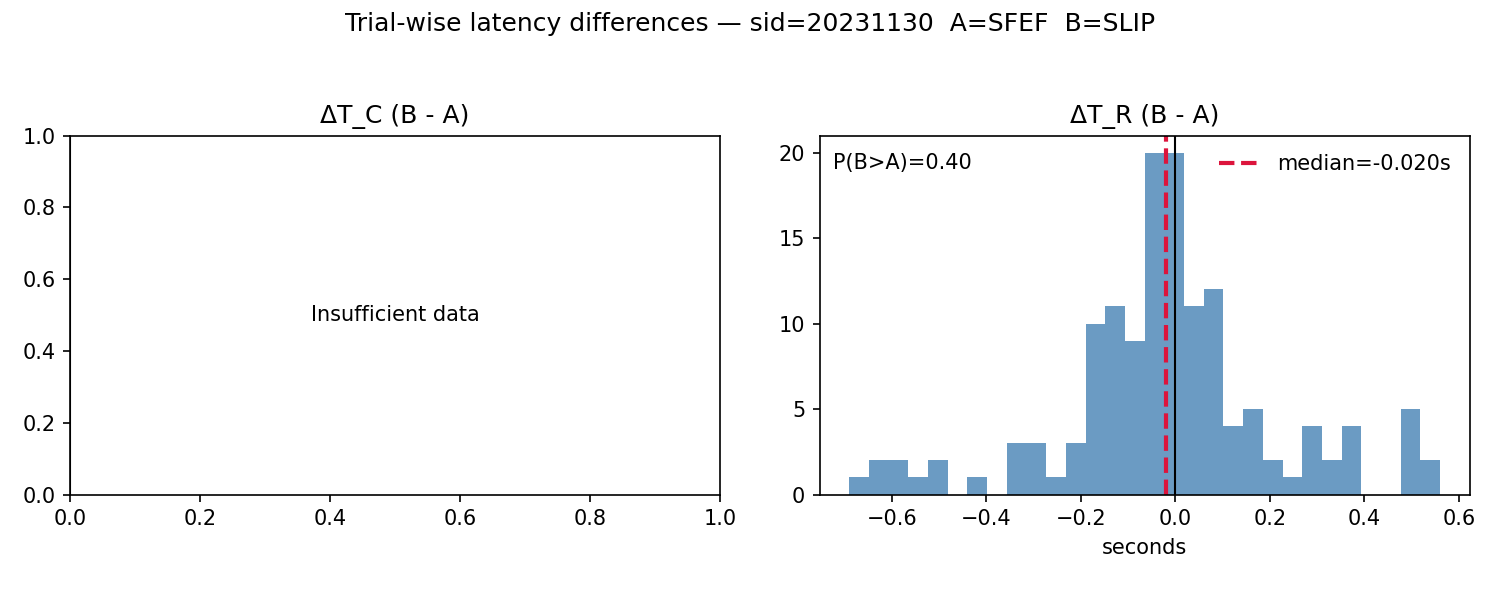 Trial-wise latency differences — sid=20231130  A=SFEF  B=SLIP
ΔT_C (B - A)
1.0
0.8
0.6
0.4
0.2
0.0
Insufficient data
0.0 0.2 0.4 0.6 0.8 1.0
ΔT_R (B - A)
20
15
10
5
0
P(B>A)=0.40
median=-0.020s
−0.6 −0.4 −0.2 0.0 0.2 0.4 0.6
seconds